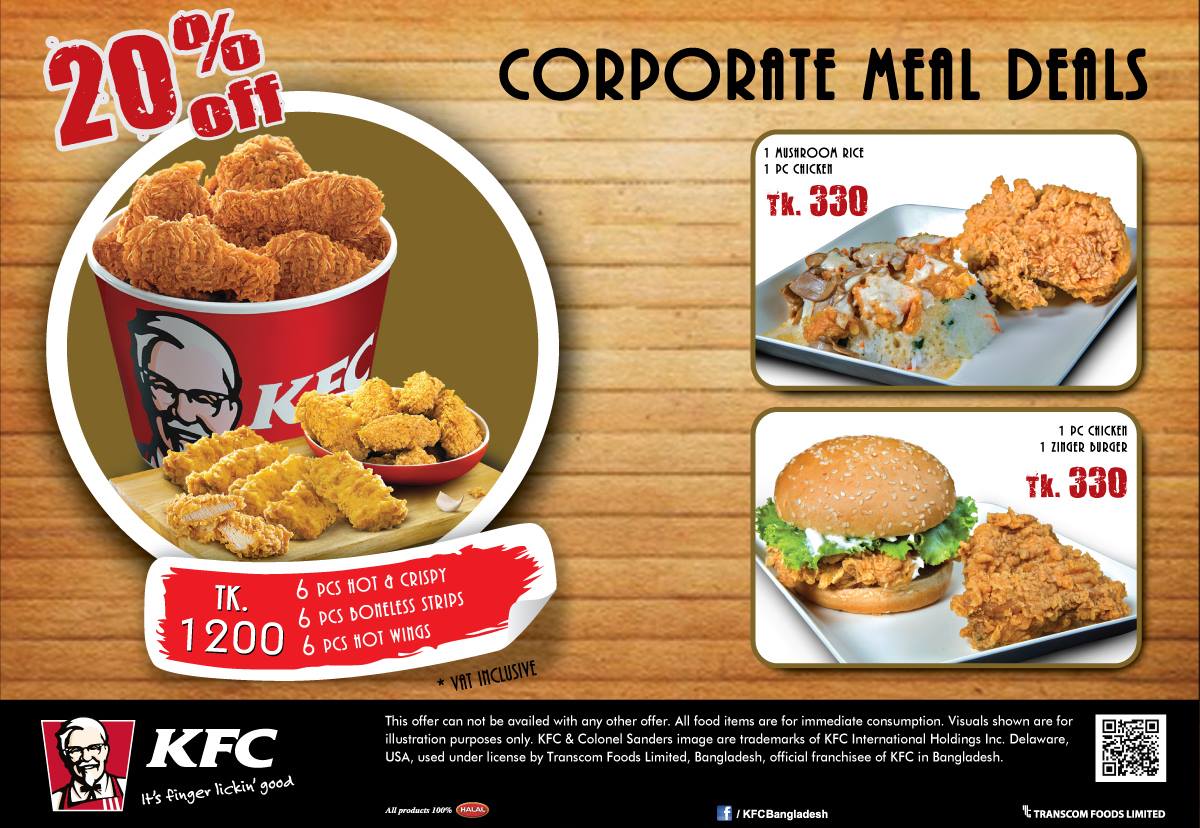 20% off
CORPORATE MEAL DEALS
1 MUSHROOM RICE
1 PC CHICKEN
Tk. 330
KFC
1 PC CHICKEN
1 ZINGER BURGER
Tk. 330
TK.
1200
6 PCS HOT & CRISPY
6 PCS BONELESS STRIPS
6 PCS HOT WINGS
* VAT INCLUSIVE
KFC
It's finger lickin' good
This offer can not be availed with any other offer. All food items are for immediate consumption. Visuals shown are for
illustration purposes only. KFC & Colonel Sanders image are trademarks of KFC International Holdings Inc. Delaware,
USA, used under license by Transcom Foods Limited, Bangladesh, official franchisee of KFC in Bangladesh.
All products 100% HALAL
f / KFCBangladesh
TRANSCOM FOODS LIMITED